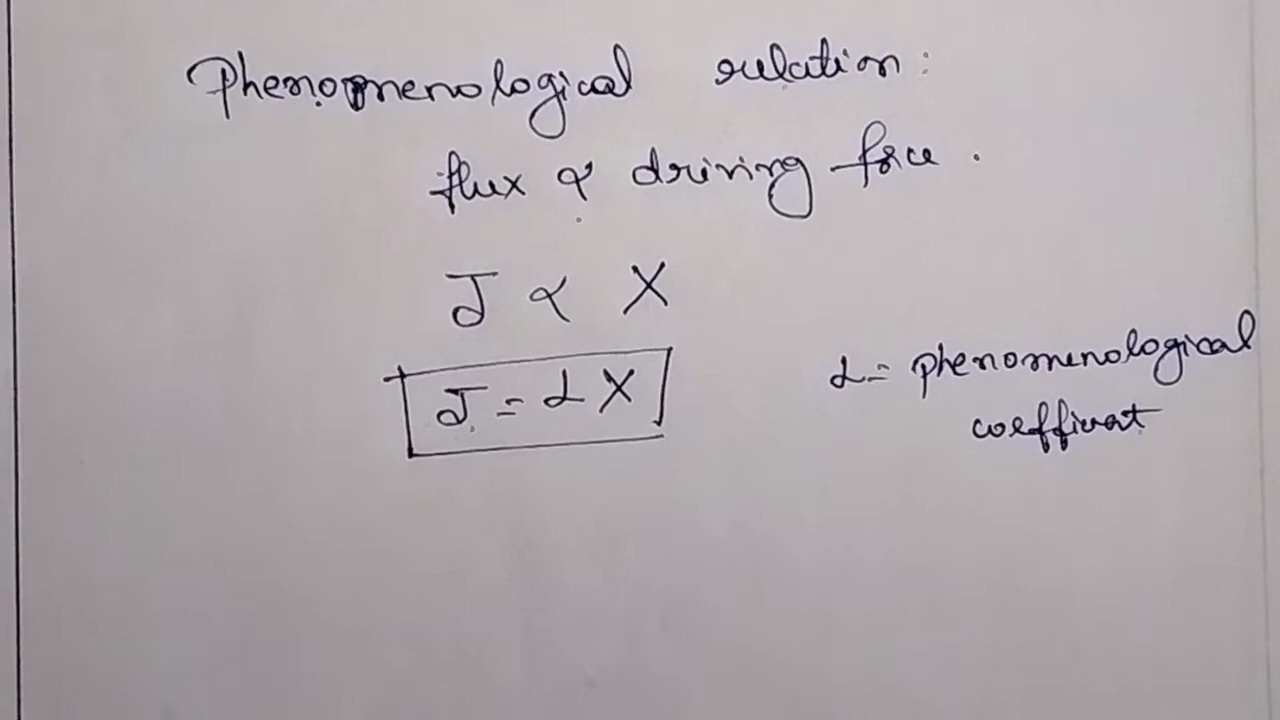 Phenomenological relation:
flux ∝ driving force.
J ∝ X
J = L X
L = phenomenological
coefficient